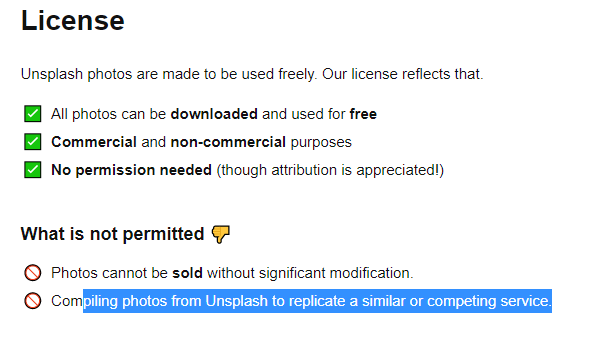 License
Unsplash photos are made to be used freely. Our license reflects that.
✅ All photos can be downloaded and used for free
✅ Commercial and non-commercial purposes
✅ No permission needed (though attribution is appreciated!)
What is not permitted 👎
🚫 Photos cannot be sold without significant modification.
🚫 Compiling photos from Unsplash to replicate a similar or competing service.